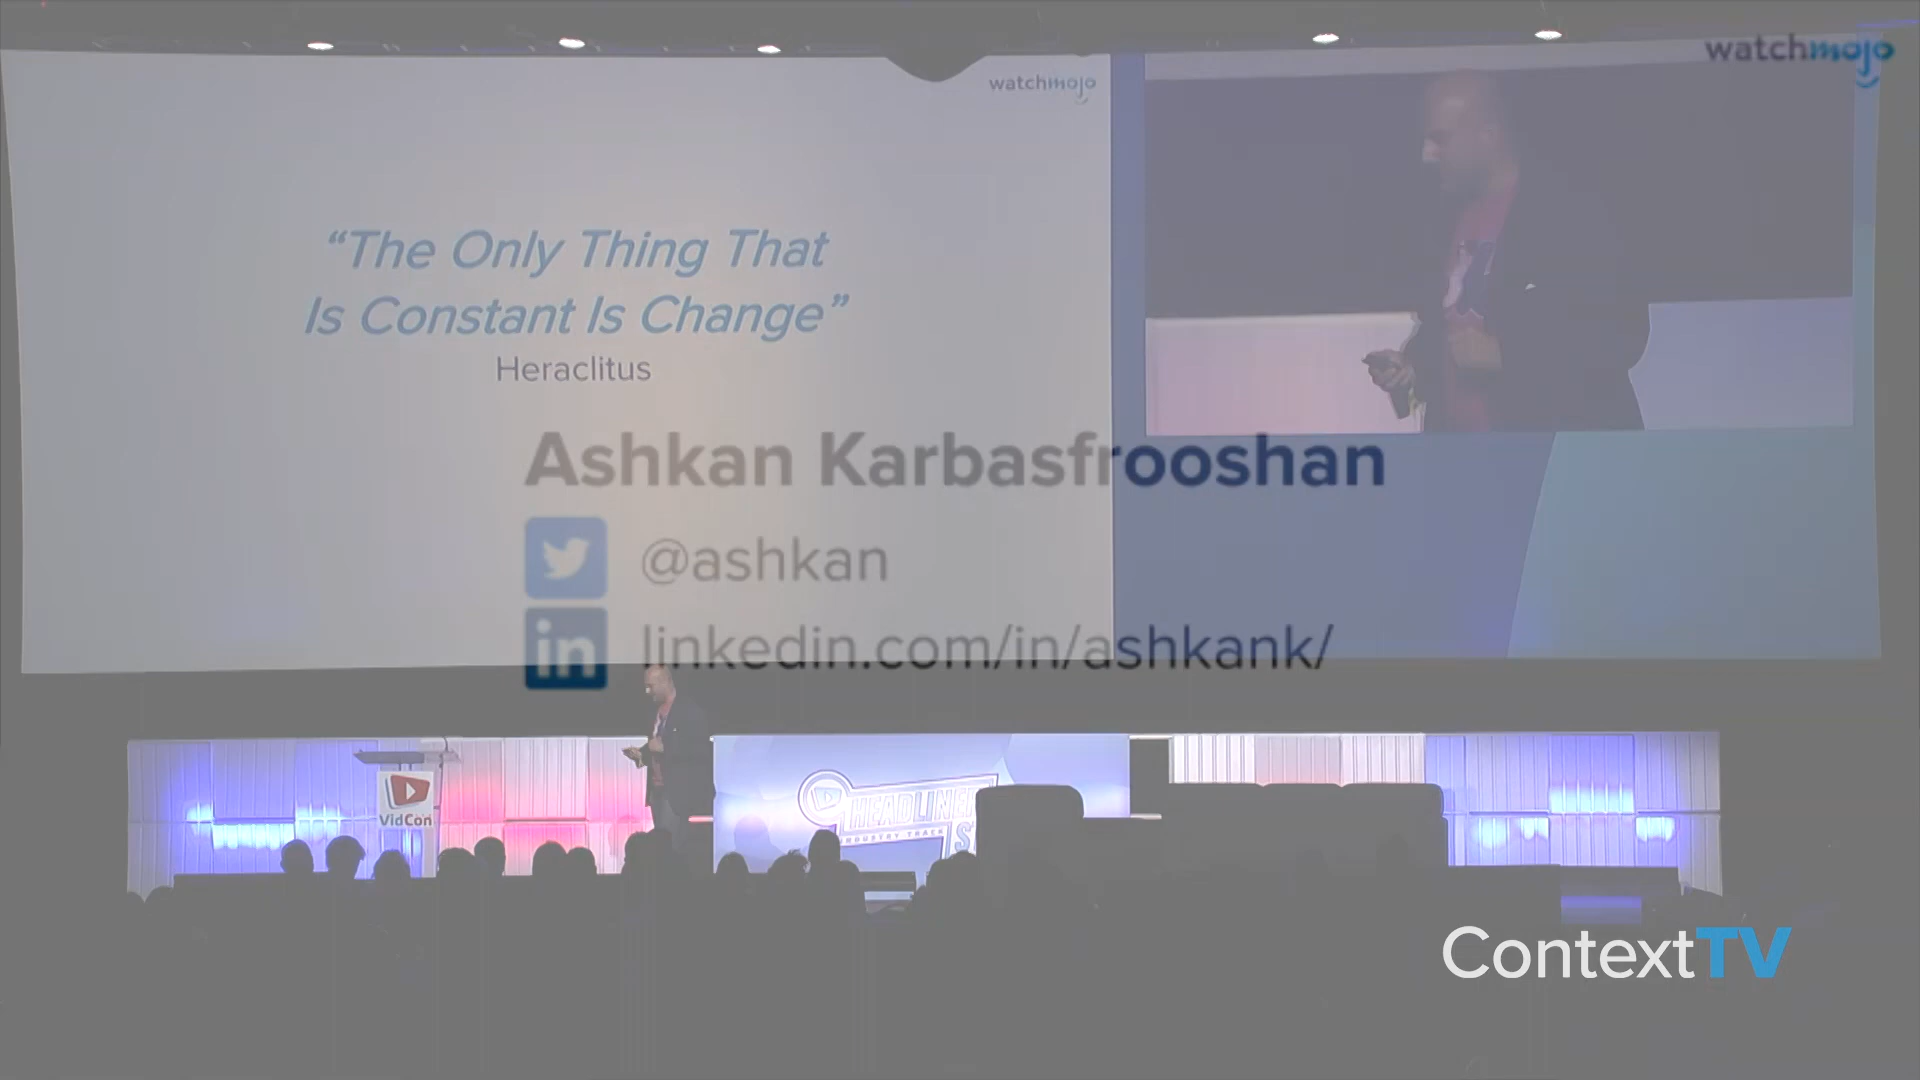 watchmojo
watchmojo
“The Only Thing That
Is Constant Is Change”
Heraclitus
Ashkan Karbasfrooshan
@ashkan
in
linkedin.com/in/ashkank/
VidCon
INDUSTRY TRACK
ContextTV